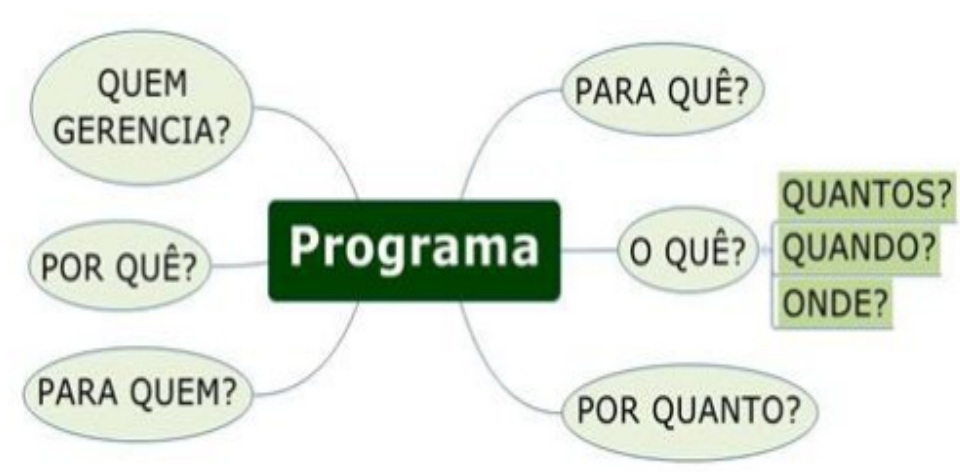 QUEM
GERENCIA?
POR QUÊ?
PARA QUEM?
Programa
PARA QUÊ?
O QUÊ?
QUANTOS?
QUANDO?
ONDE?
POR QUANTO?